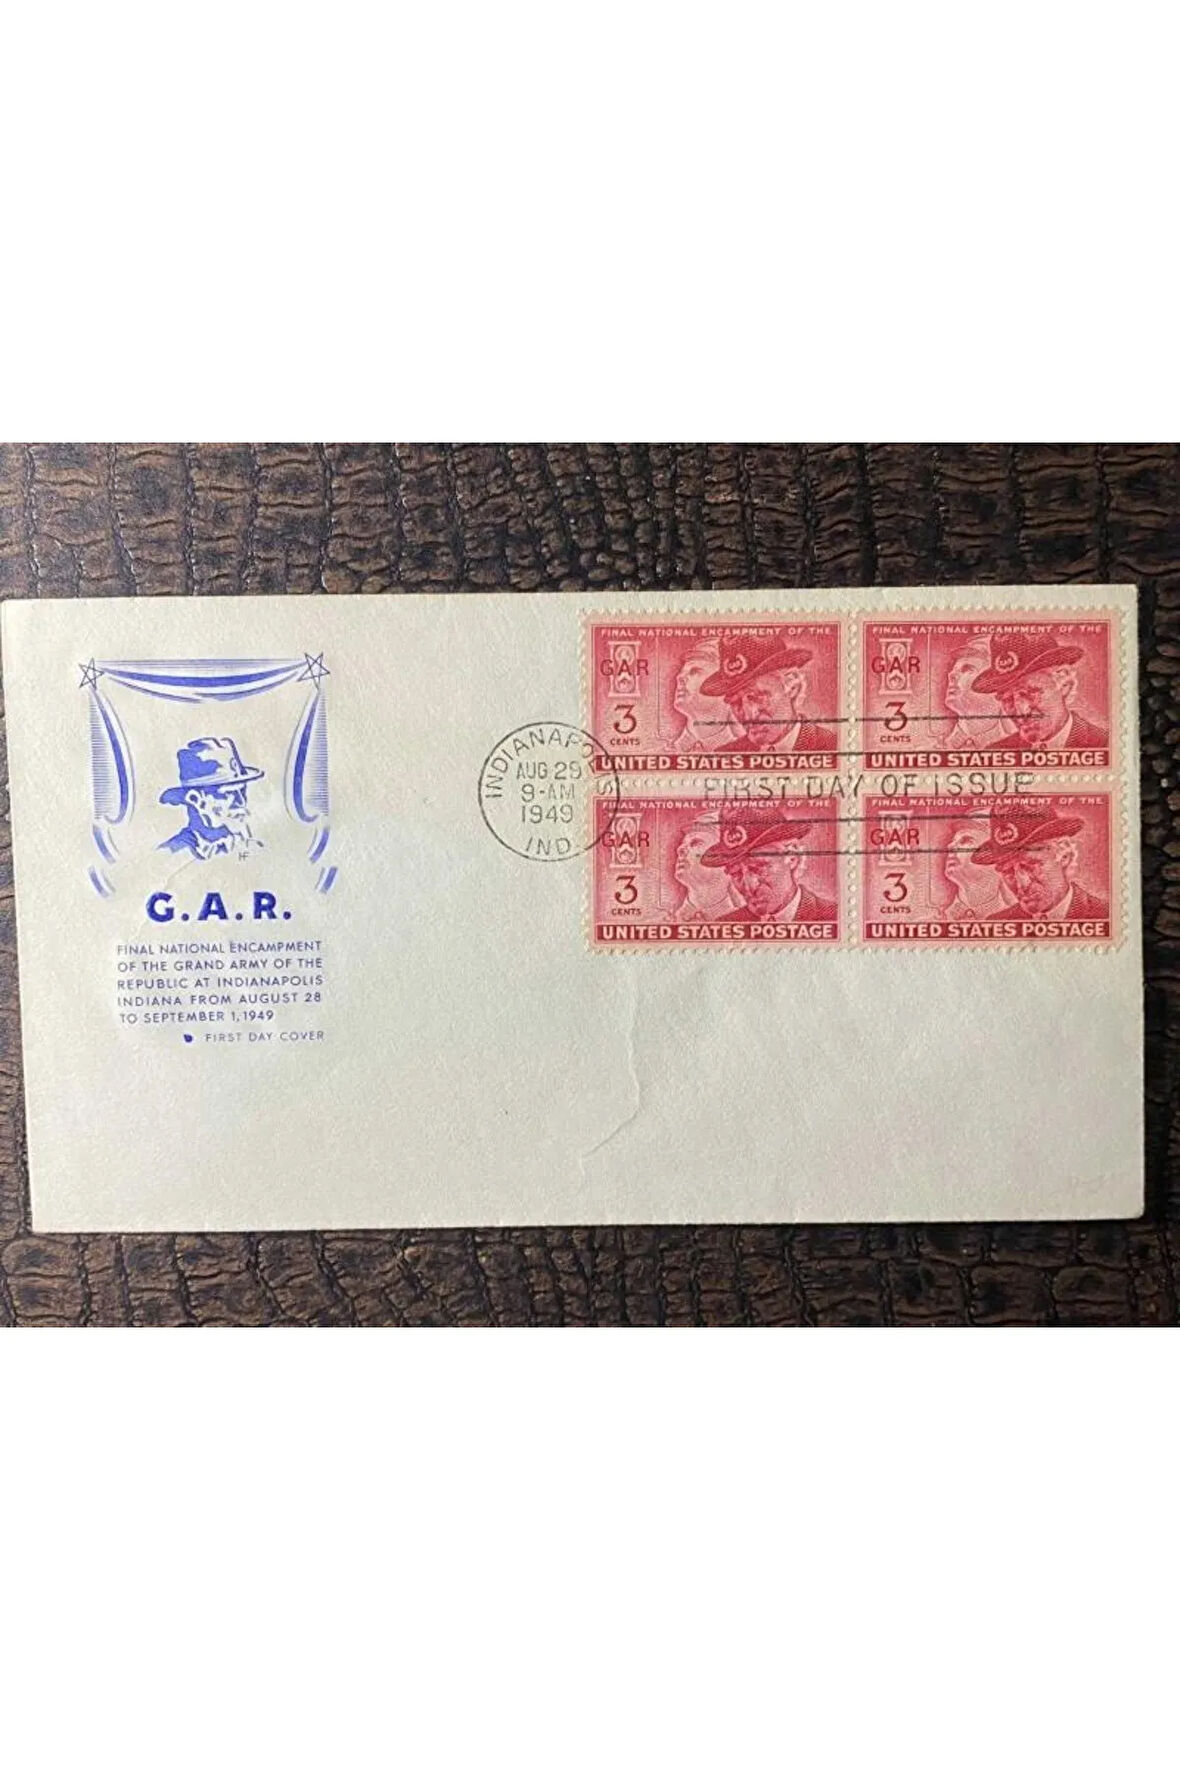 G.A.R.
FINAL NATIONAL ENCAMPMENT
OF THE GRAND ARMY OF THE
REPUBLIC AT INDIANAPOLIS
INDIANA FROM AUGUST 28
TO SEPTEMBER 1, 1949
FIRST DAY COVER
HF
INDIANAPOLIS
AUG 29
9-AM
1949
IND.
FINAL NATIONAL ENCAMPMENT OF THE
GAR
3
CENTS
UNITED STATES POSTAGE
FINAL NATIONAL ENCAMPMENT OF THE
GAR
3
CENTS
UNITED STATES POSTAGE
FIRST DAY OF ISSUE
FINAL NATIONAL ENCAMPMENT OF THE
GAR
3
CENTS
UNITED STATES POSTAGE
FINAL NATIONAL ENCAMPMENT OF THE
GAR
3
CENTS
UNITED STATES POSTAGE